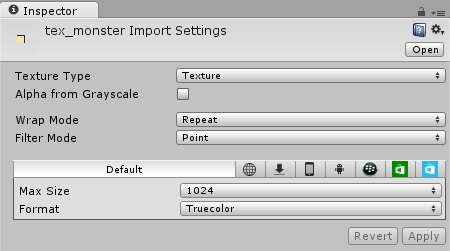 Inspector
tex_monster Import Settings
Open
Texture Type Texture
Alpha from Grayscale
Wrap Mode Repeat
Filter Mode Point
Default
Max Size 1024
Format Truecolor
Revert Apply